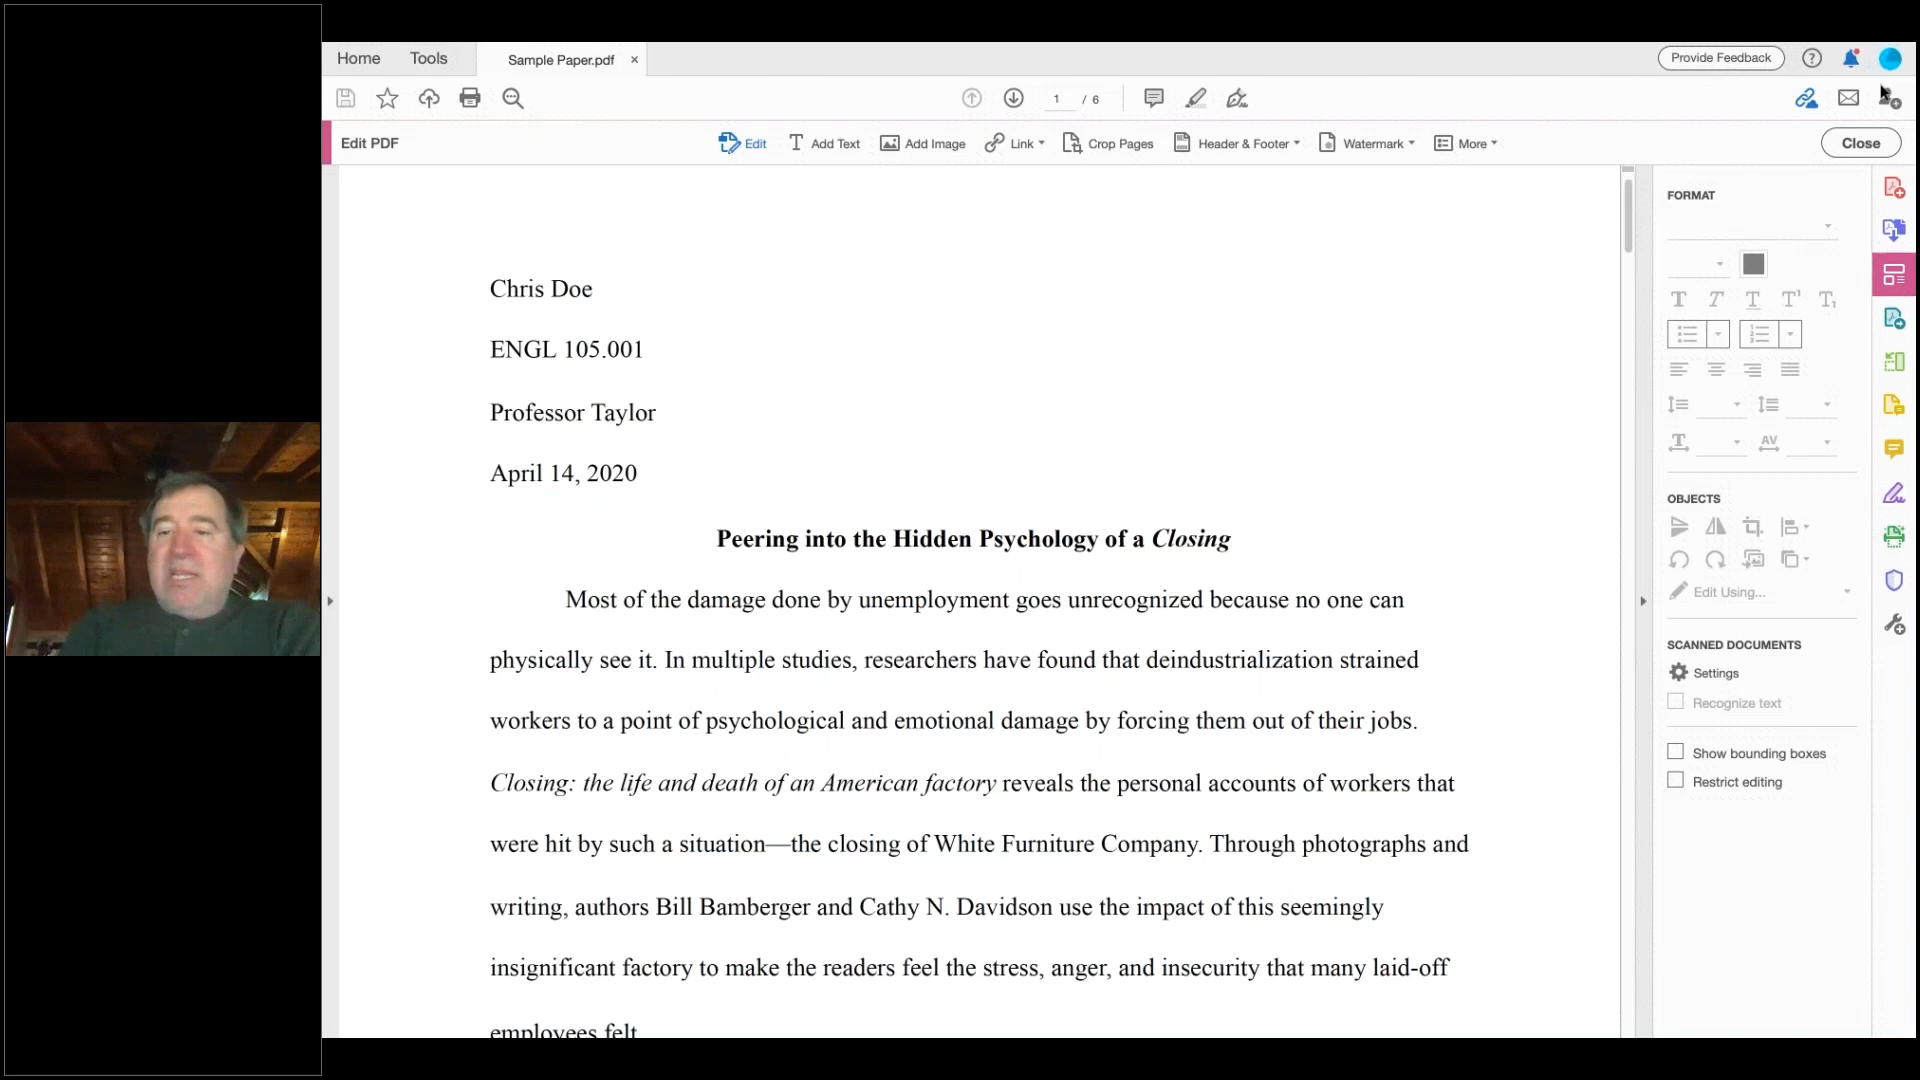 Home Tools Sample Paper.pdf × Provide Feedback
1 / 6
Edit PDF Edit Add Text Add Image Link Crop Pages Header & Footer Watermark More Close
Chris Doe
ENGL 105.001
Professor Taylor
April 14, 2020
Peering into the Hidden Psychology of a Closing
Most of the damage done by unemployment goes unrecognized because no one can
physically see it. In multiple studies, researchers have found that deindustrialization strained
workers to a point of psychological and emotional damage by forcing them out of their jobs.
Closing: the life and death of an American factory reveals the personal accounts of workers that
were hit by such a situation—the closing of White Furniture Company. Through photographs and
writing, authors Bill Bamberger and Cathy N. Davidson use the impact of this seemingly
insignificant factory to make the readers feel the stress, anger, and insecurity that many laid-off
employees felt
FORMAT
OBJECTS
Edit Using...
SCANNED DOCUMENTS
Settings
Recognize text
Show bounding boxes
Restrict editing